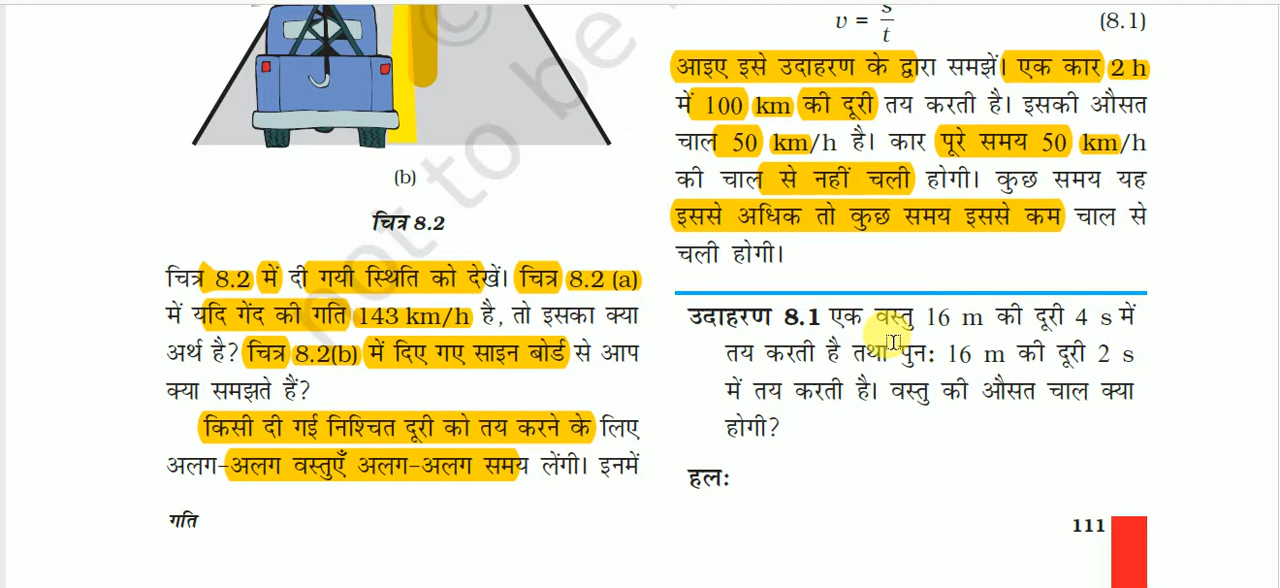 (b)
चित्र 8.2
चित्र 8.2 में दी गयी स्थिति को देखें। चित्र 8.2 (a)
में यदि गेंद की गति 143 km/h है, तो इसका क्या
अर्थ है? चित्र 8.2(b) में दिए गए साइन बोर्ड से आप
क्या समझते हैं?
किसी दी गई निश्चित दूरी को तय करने के लिए
अलग-अलग वस्तुएँ अलग-अलग समय लेंगी। इनमें
गति
v = s/t (8.1)
आइए इसे उदाहरण के द्वारा समझें। एक कार 2 h
में 100 km की दूरी तय करती है। इसकी औसत
चाल 50 km/h है। कार पूरे समय 50 km/h
की चाल से नहीं चली होगी। कुछ समय यह
इससे अधिक तो कुछ समय इससे कम चाल से
चली होगी।
उदाहरण 8.1 एक वस्तु 16 m की दूरी 4 s में
तय करती है तथा पुन: 16 m की दूरी 2 s
में तय करती है। वस्तु की औसत चाल क्या
होगी?
हल:
111
not to be
©